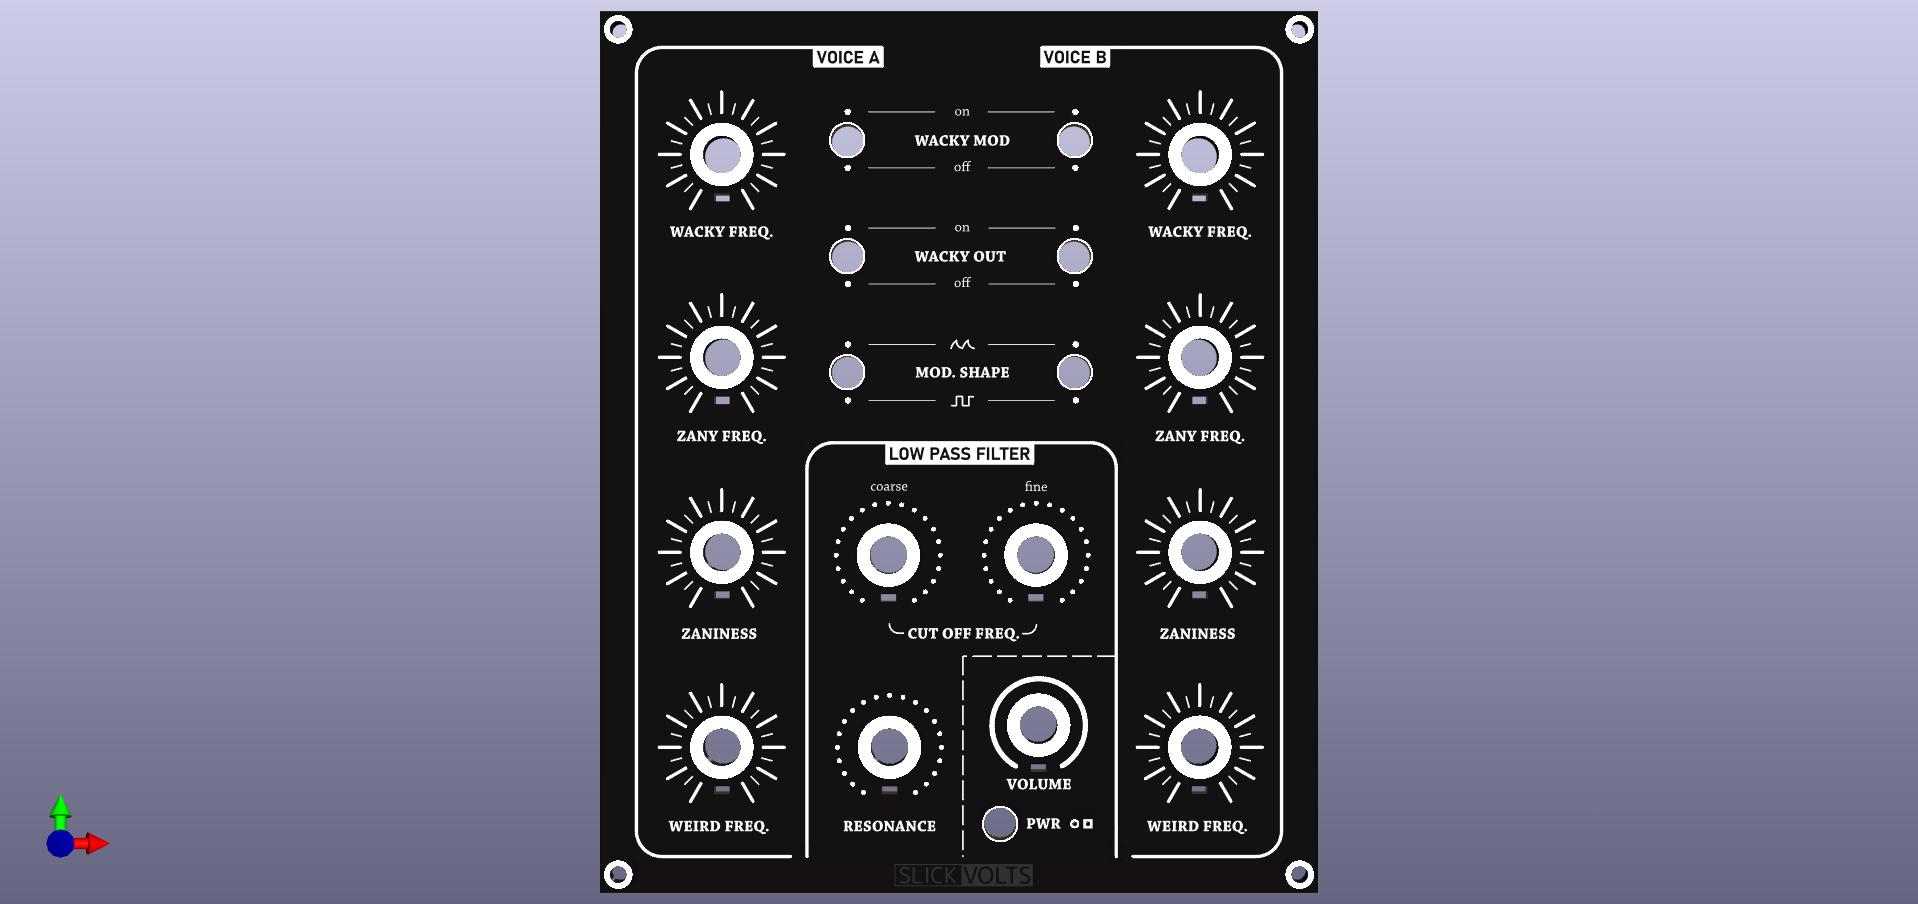 VOICE A
VOICE B
on
WACKY MOD
off
WACKY FREQ.
WACKY FREQ.
on
WACKY OUT
off
MOD. SHAPE
ZANY FREQ.
ZANY FREQ.
LOW PASS FILTER
coarse
fine
CUT OFF FREQ.
ZANINESS
ZANINESS
VOLUME
PWR
WEIRD FREQ.
RESONANCE
WEIRD FREQ.
SLICK VOLTS